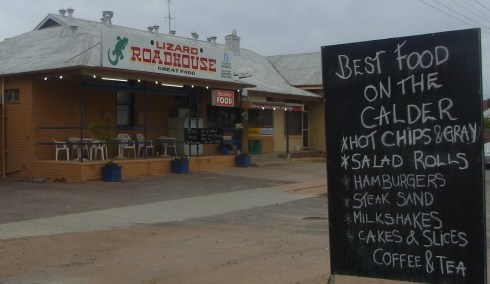 LIZARD
ROADHOUSE
GREAT FOOD
FOOD
BEST FOOD
ON THE
CALDER
* HOT CHIPS & GRAVY
* SALAD ROLLS
* HAMBURGERS
* STEAK SAND
* MILKSHAKES
* CAKES & SLICES
COFFEE & TEA